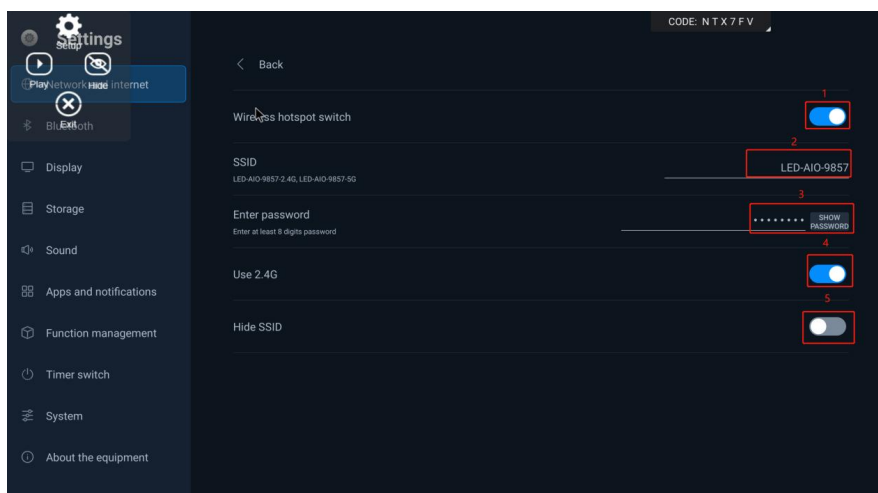 CODE: N T X 7 F V
Settings
Setup
Play
Hide
Exit
Network and internet
Bluetooth
Display
Storage
Sound
Apps and notifications
Function management
Timer switch
System
About the equipment
Back
1
Wireless hotspot switch
2
SSID
LED-AIO-9857-2.4G, LED-AIO-9857-5G
LED-AIO-9857
3
Enter password
Enter at least 8 digits password
SHOW
PASSWORD
4
Use 2.4G
5
Hide SSID